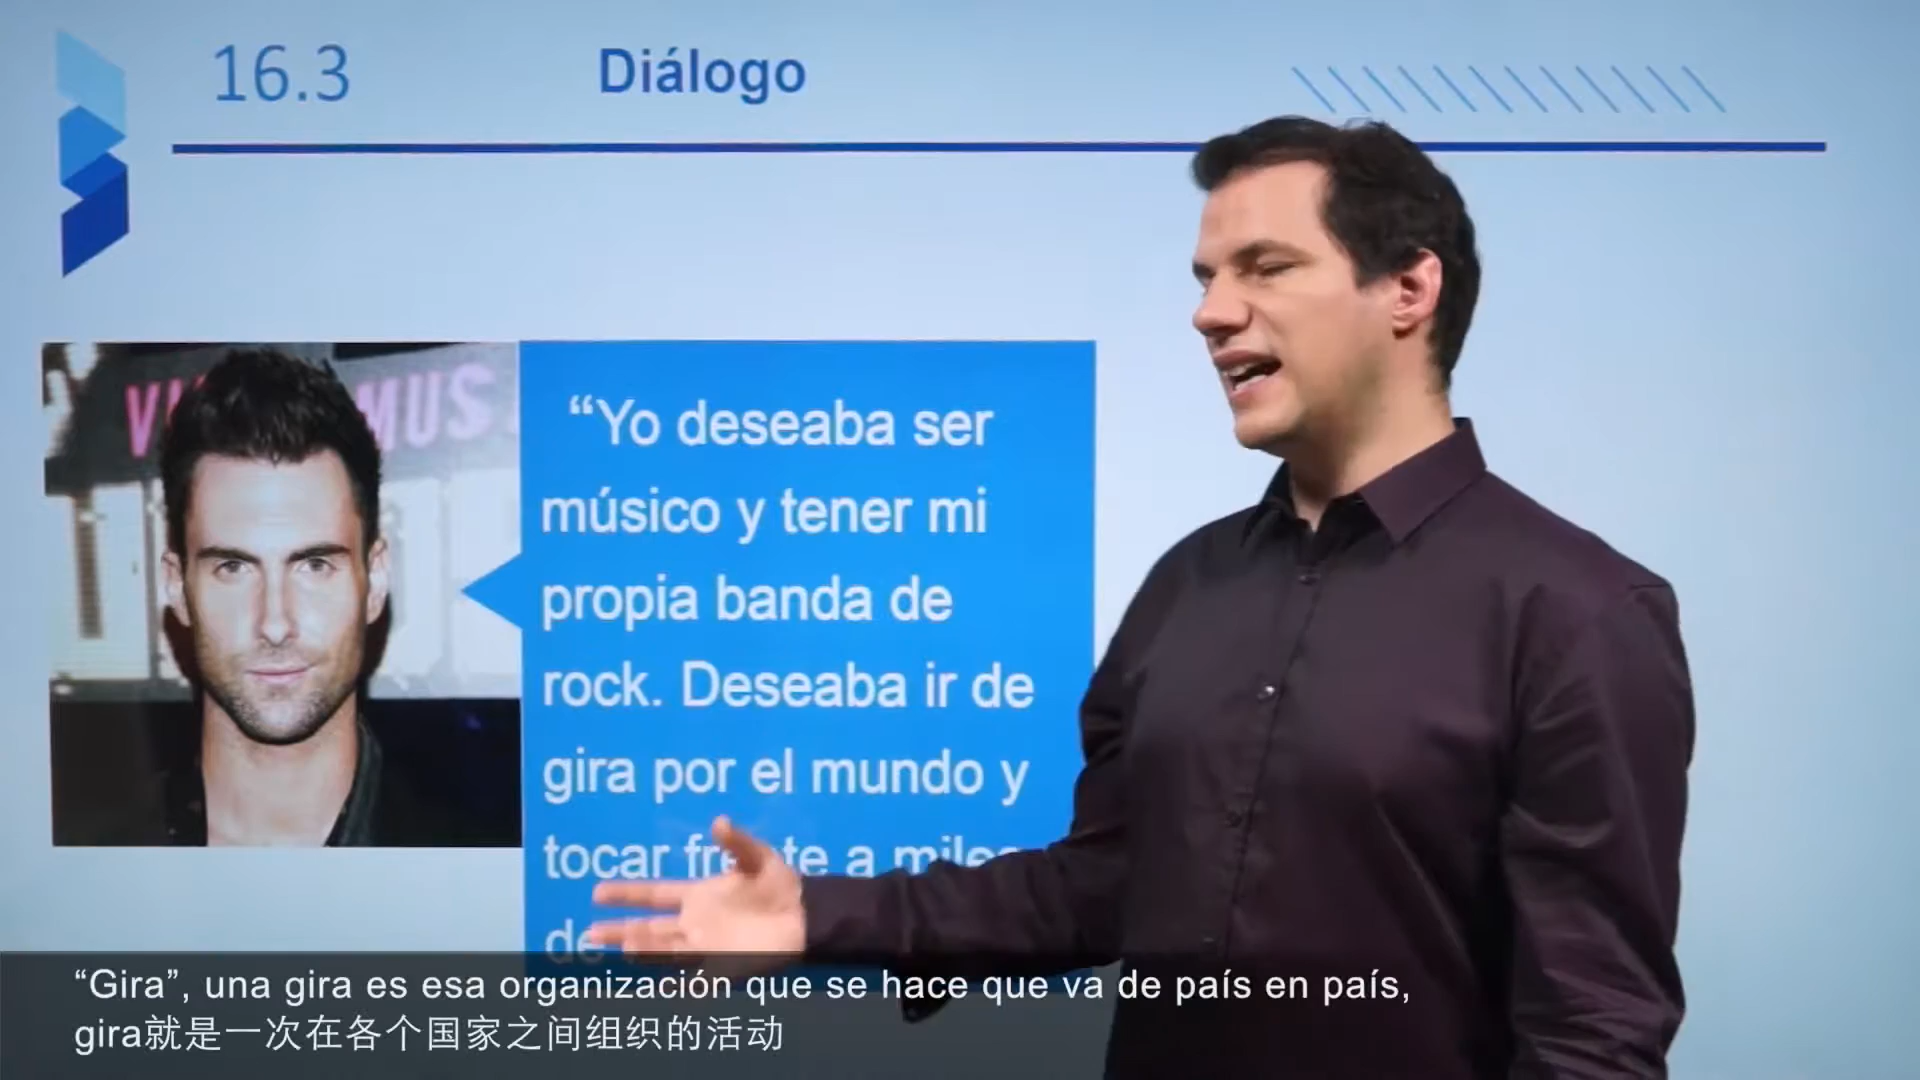 16.3
Diálogo
“Yo deseaba ser
músico y tener mi
propia banda de
rock. Deseaba ir de
gira por el mundo y
tocar a
“Gira”, una gira es esa organización que se hace que va de país en país,
gira就是一次在各个国家之间组织的活动